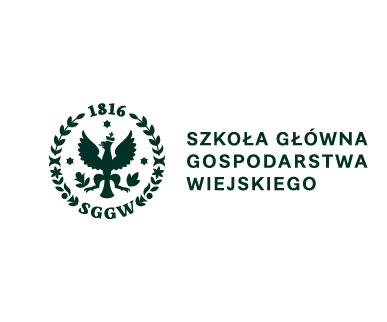 1816
SGGW
SZKOŁA GŁÓWNA
GOSPODARSTWA
WIEJSKIEGO